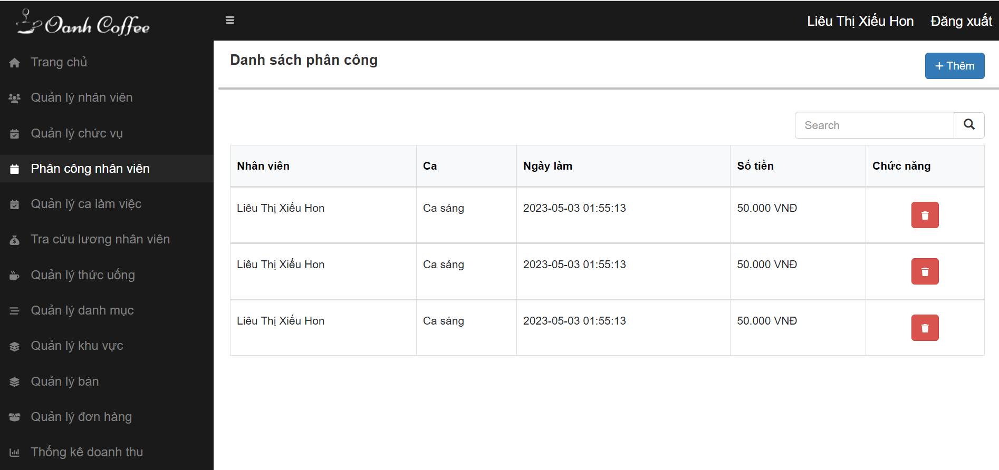 Oanh Coffee
Liêu Thị Xiếu Hon Đăng xuất
Trang chủ
Quản lý nhân viên
Quản lý chức vụ
Phân công nhân viên
Quản lý ca làm việc
Tra cứu lương nhân viên
Quản lý thức uống
Quản lý danh mục
Quản lý khu vực
Quản lý bàn
Quản lý đơn hàng
Thống kê doanh thu
Danh sách phân công
+ Thêm
Search
Nhân viên Ca Ngày làm Số tiền Chức năng
Liêu Thị Xiếu Hon Ca sáng 2023-05-03 01:55:13 50.000 VNĐ
Liêu Thị Xiếu Hon Ca sáng 2023-05-03 01:55:13 50.000 VNĐ
Liêu Thị Xiếu Hon Ca sáng 2023-05-03 01:55:13 50.000 VNĐ